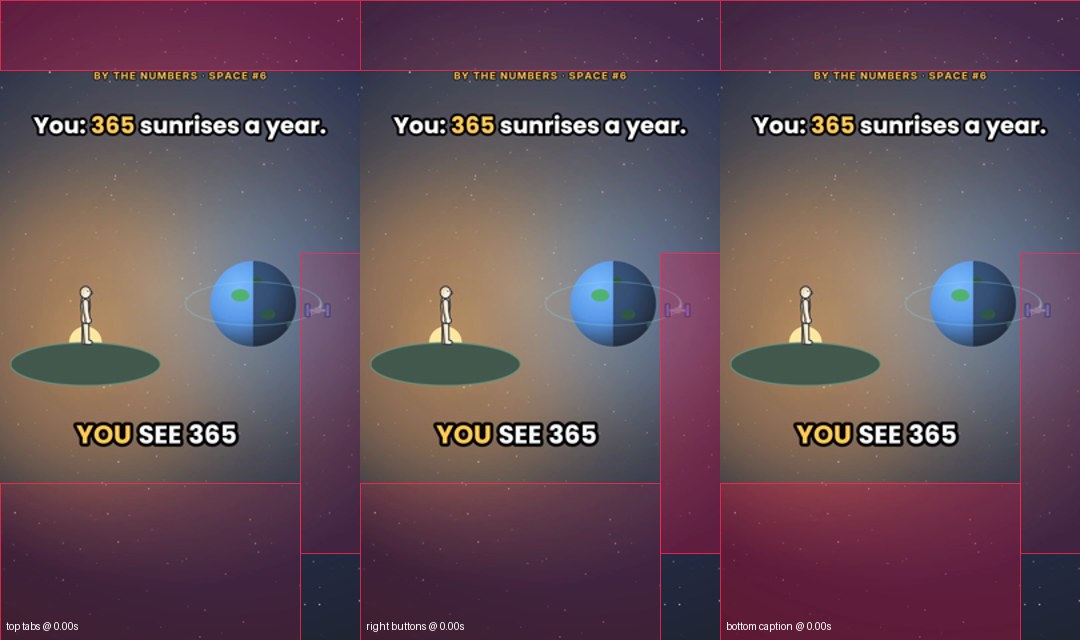 BY THE NUMBERS · SPACE #6
You: 365 sunrises a year.
YOU SEE 365
top tabs @ 0.00s
BY THE NUMBERS · SPACE #6
You: 365 sunrises a year.
YOU SEE 365
right buttons @ 0.00s
BY THE NUMBERS · SPACE #6
You: 365 sunrises a year.
YOU SEE 365
bottom caption @ 0.00s